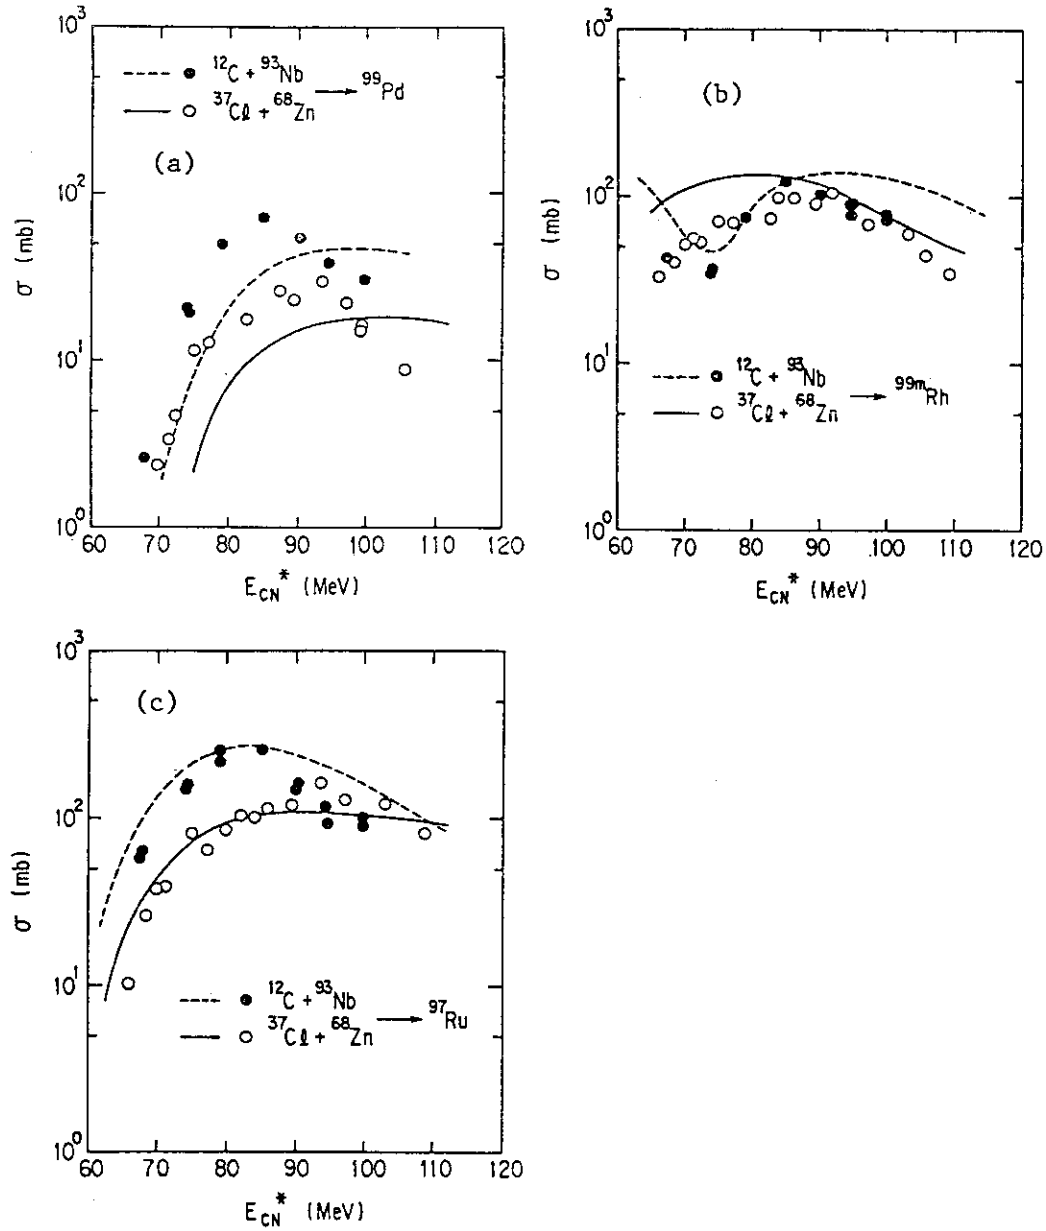 10³
¹²C + ⁹³Nb
⟶ ⁹⁹Pd
³⁷Cl + ⁶⁸Zn
(a)
10²
σ (mb)
10¹
10⁰
60 70 80 90 100 110 120
E_CN* (MeV)
10³
(b)
10²
σ (mb)
10¹
¹²C + ⁹³Nb
⟶ ⁹⁹ᵐRh
³⁷Cl + ⁶⁸Zn
10⁰
60 70 80 90 100 110 120
E_CN* (MeV)
10³
(c)
10²
σ (mb)
10¹
¹²C + ⁹³Nb
⟶ ⁹⁷Ru
³⁷Cl + ⁶⁸Zn
10⁰
60 70 80 90 100 110 120
E_CN* (MeV)